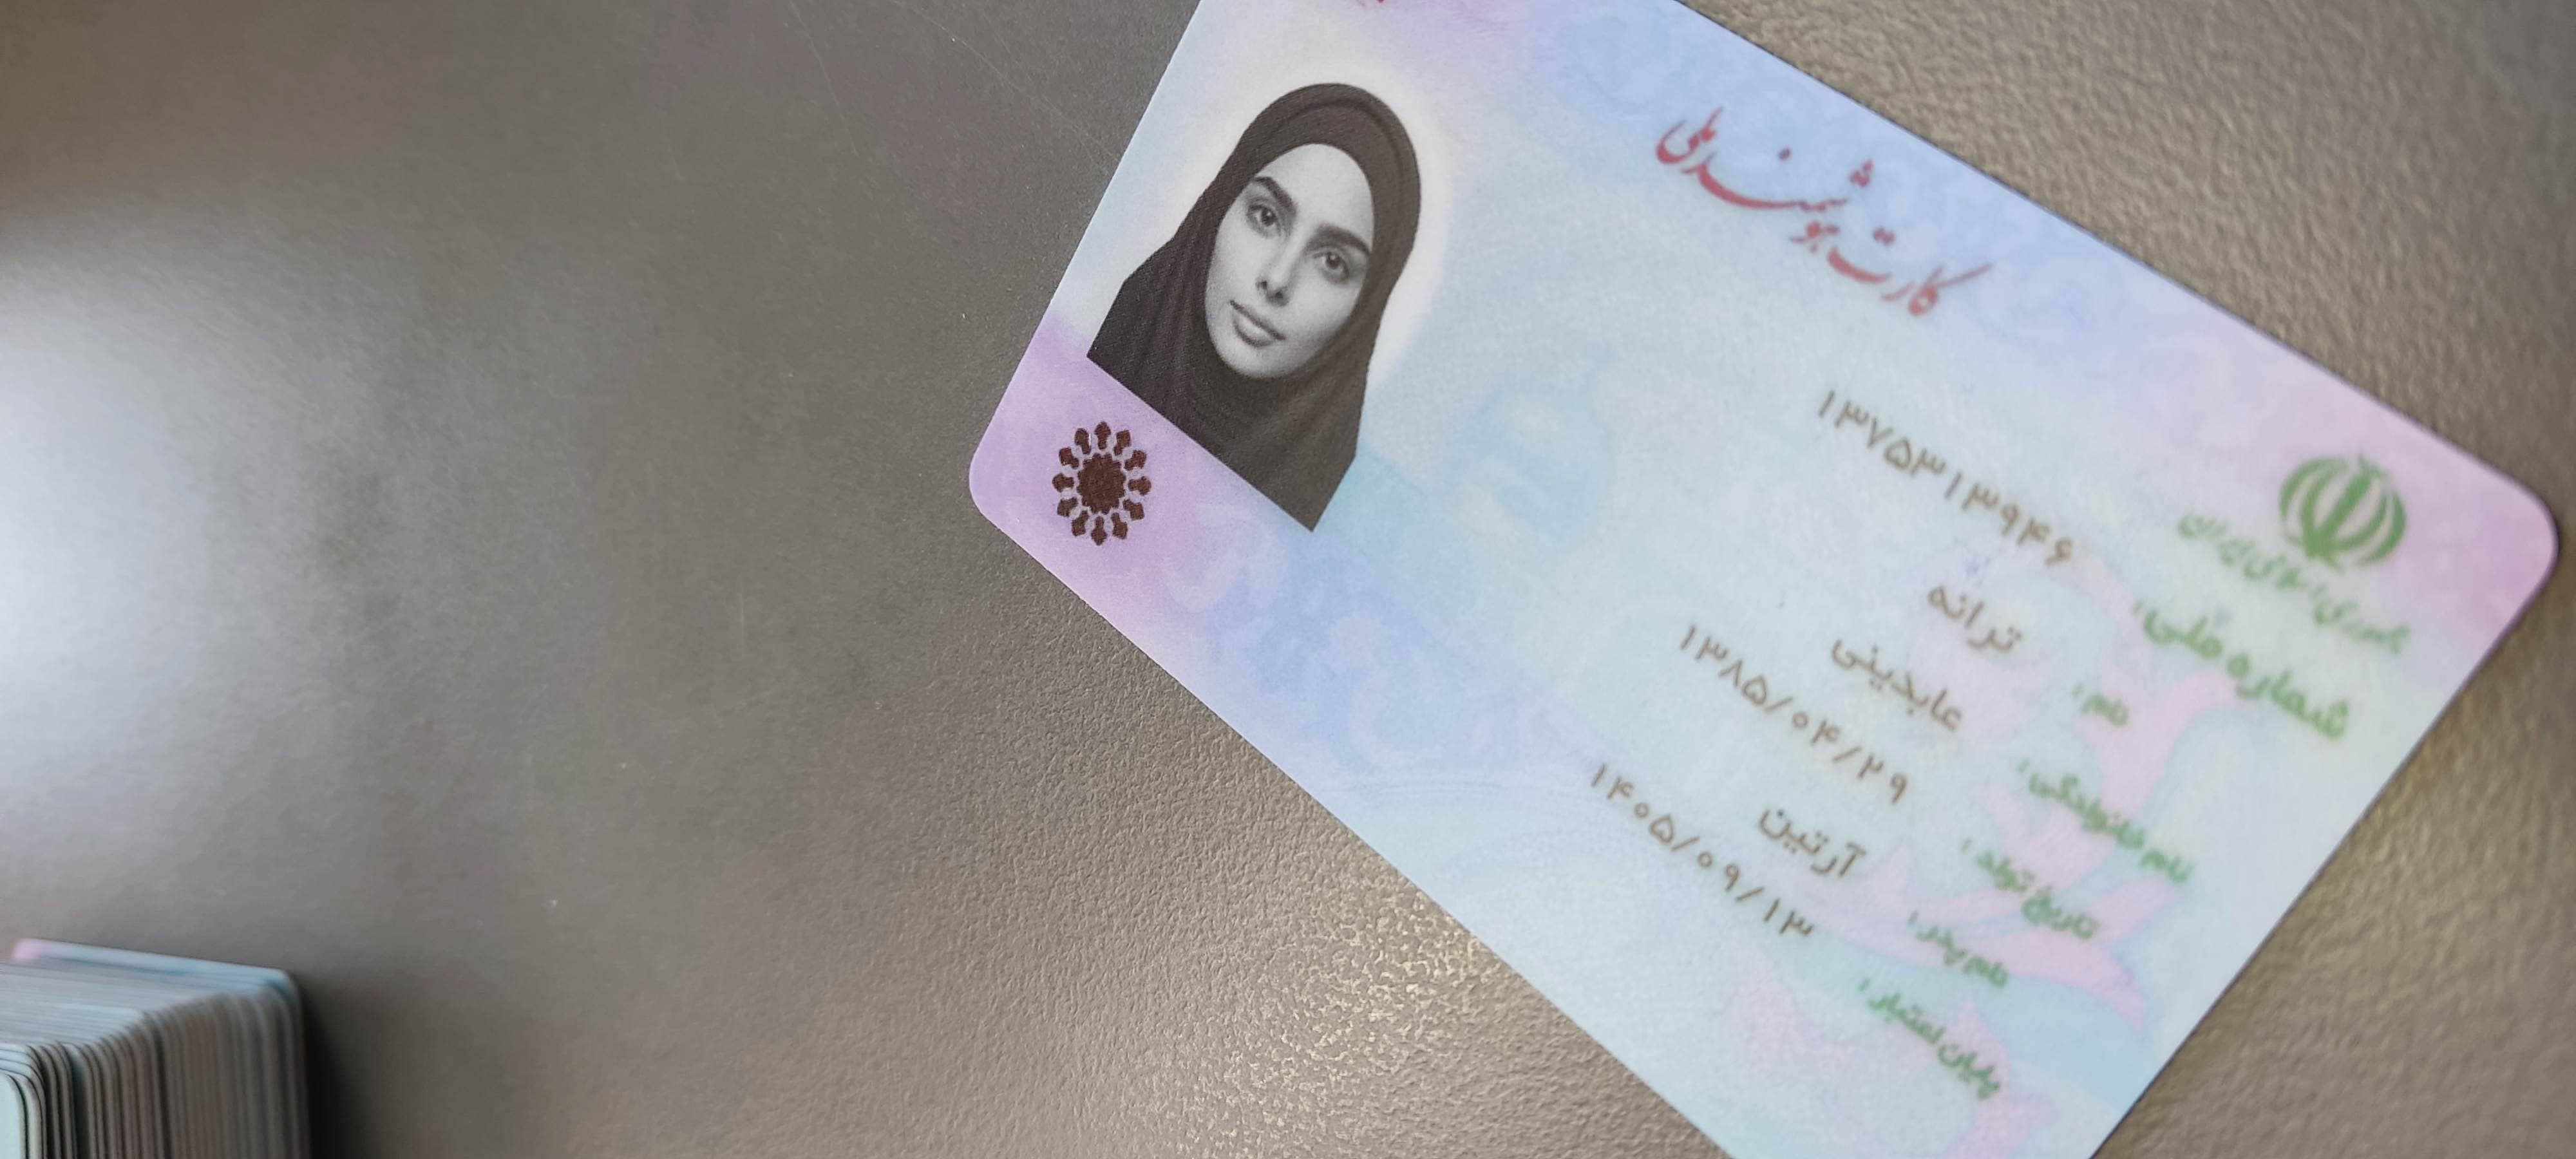 کارت هوشمند ملی
جمهوری اسلامی ایران
شماره ملی: ۱۳۷۵۳۱۳۹۴۶
نام: ترانه
نام خانوادگی: عابدینی
تاریخ تولد: ۱۳۸۵/۰۴/۲۹
نام پدر: آرتین
پایان اعتبار: ۱۴۰۵/۰۹/۱۳